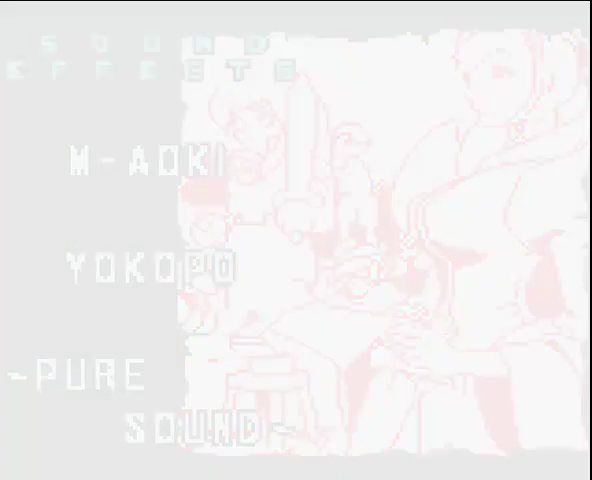 SOUND
EFFECTS
M-AOKI
YOKOPO
~PURE
SOUND~